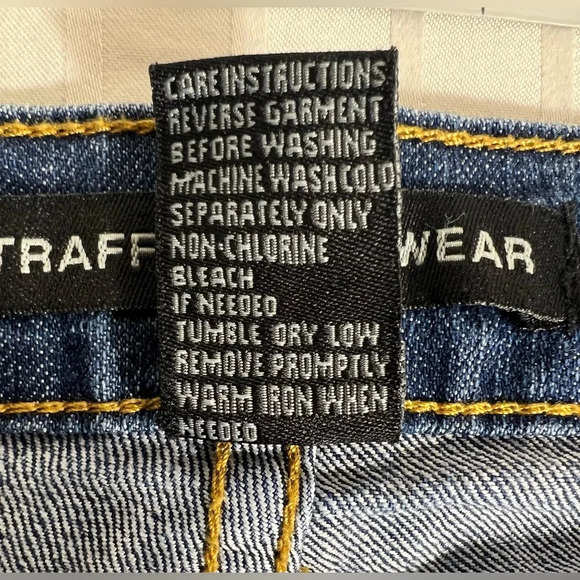 CARE INSTRUCTIONS
REVERSE GARMENT
BEFORE WASHING
MACHINE WASH COLD
SEPARATELY ONLY
NON-CHLORINE
BLEACH
IF NEEDED
TUMBLE DRY LOW
REMOVE PROMPTLY
WARM IRON WHEN
NEEDED
TRAFF WEAR